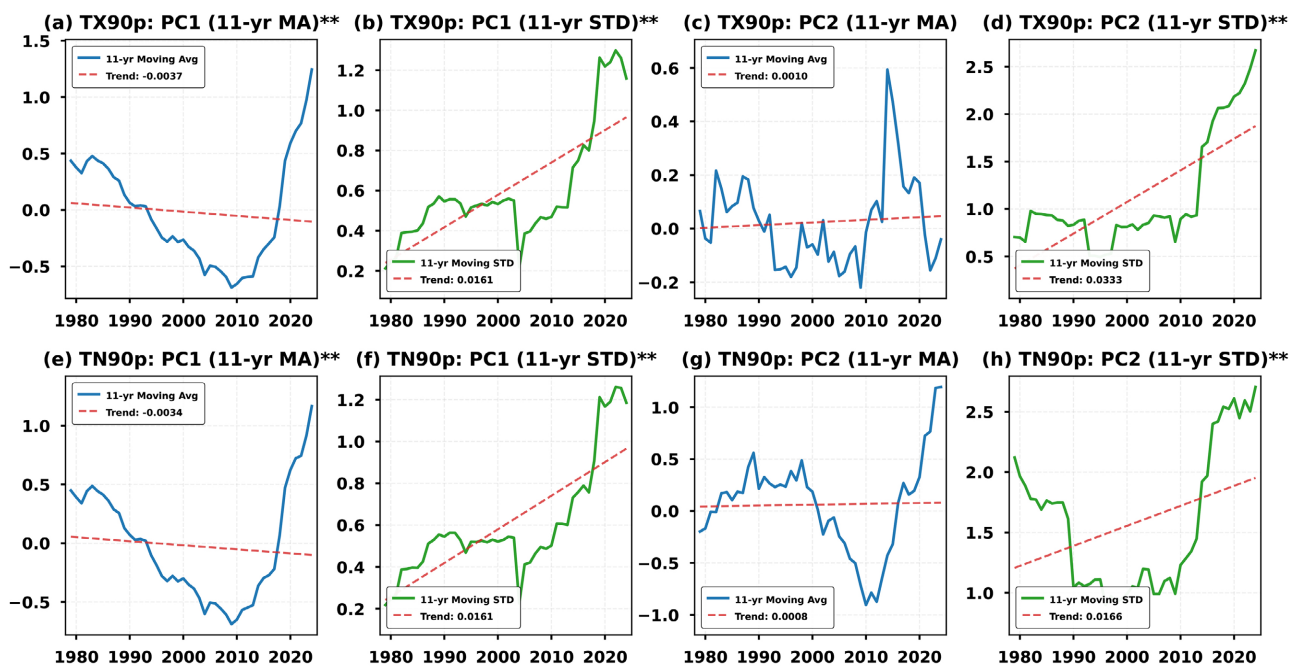 (a) TX90p: PC1 (11-yr MA)**
1.5
1.0
0.5
0.0
−0.5
11-yr Moving Avg
Trend: -0.0037
1980 1990 2000 2010 2020
(b) TX90p: PC1 (11-yr STD)**
1.2
1.0
0.8
0.6
0.4
0.2
11-yr Moving STD
Trend: 0.0161
1980 1990 2000 2010 2020
(c) TX90p: PC2 (11-yr MA)
0.6
0.4
0.2
0.0
−0.2
11-yr Moving Avg
Trend: 0.0010
1980 1990 2000 2010 2020
(d) TX90p: PC2 (11-yr STD)**
2.5
2.0
1.5
1.0
0.5
11-yr Moving STD
Trend: 0.0333
1980 1990 2000 2010 2020
(e) TN90p: PC1 (11-yr MA)**
1.0
0.5
0.0
−0.5
11-yr Moving Avg
Trend: -0.0034
1980 1990 2000 2010 2020
(f) TN90p: PC1 (11-yr STD)**
1.2
1.0
0.8
0.6
0.4
0.2
11-yr Moving STD
Trend: 0.0161
1980 1990 2000 2010 2020
(g) TN90p: PC2 (11-yr MA)
1.0
0.5
0.0
−0.5
−1.0
11-yr Moving Avg
Trend: 0.0008
1980 1990 2000 2010 2020
(h) TN90p: PC2 (11-yr STD)**
2.5
2.0
1.5
1.0
11-yr Moving STD
Trend: 0.0166
1980 1990 2000 2010 2020